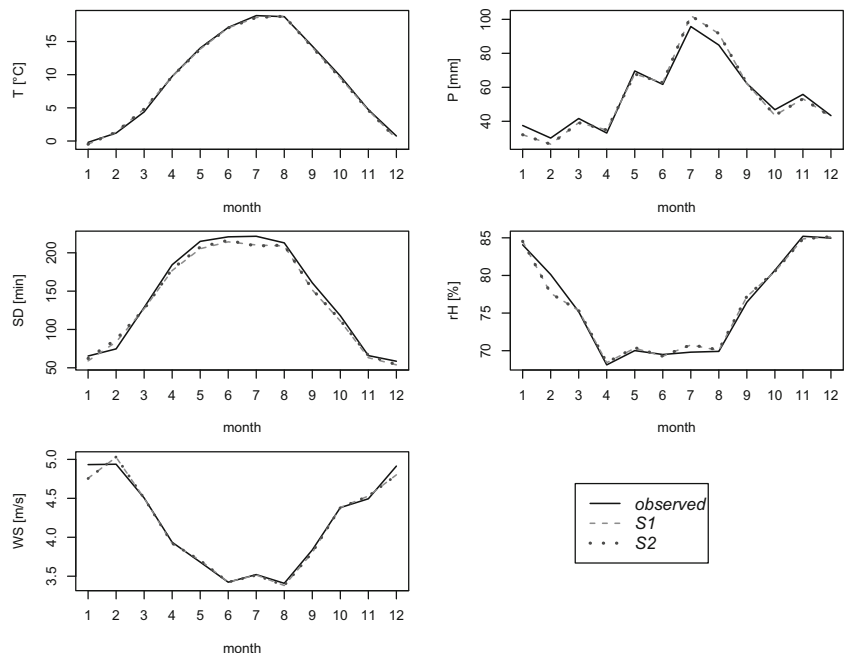 T [°C]
15
10
5
0
1 2 3 4 5 6 7 8 9 10 11 12
month
P [mm]
100
80
60
40
1 2 3 4 5 6 7 8 9 10 11 12
month
SD [min]
200
150
100
50
1 2 3 4 5 6 7 8 9 10 11 12
month
rH [%]
85
80
75
70
1 2 3 4 5 6 7 8 9 10 11 12
month
WS [m/s]
5.0
4.5
4.0
3.5
1 2 3 4 5 6 7 8 9 10 11 12
month
observed
S1
S2